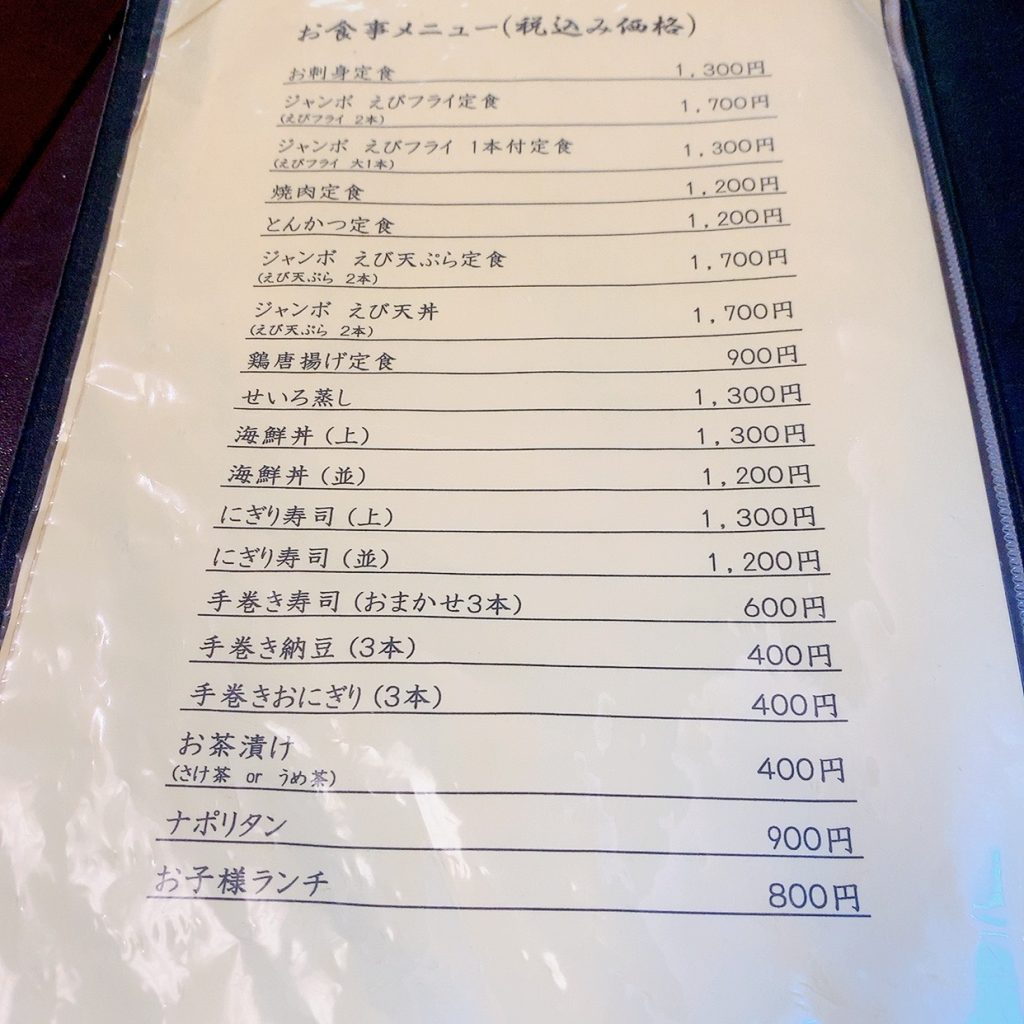 お食事メニュー(税込み価格)
お刺身定食 1,300円
ジャンボ えびフライ定食 1,700円
(えびフライ 2本)
ジャンボ えびフライ 1本付定食 1,300円
(えびフライ 大1本)
焼肉定食 1,200円
とんかつ定食 1,200円
ジャンボ えび天ぷら定食 1,700円
(えび天ぷら 2本)
ジャンボ えび天丼 1,700円
(えび天ぷら 2本)
鶏唐揚げ定食 900円
せいろ蒸し 1,300円
海鮮丼(上) 1,300円
海鮮丼(並) 1,200円
にぎり寿司(上) 1,300円
にぎり寿司(並) 1,200円
手巻き寿司(おまかせ3本) 600円
手巻き納豆(3本) 400円
手巻きおにぎり(3本) 400円
お茶漬け 400円
(さけ茶 or うめ茶)
ナポリタン 900円
お子様ランチ 800円